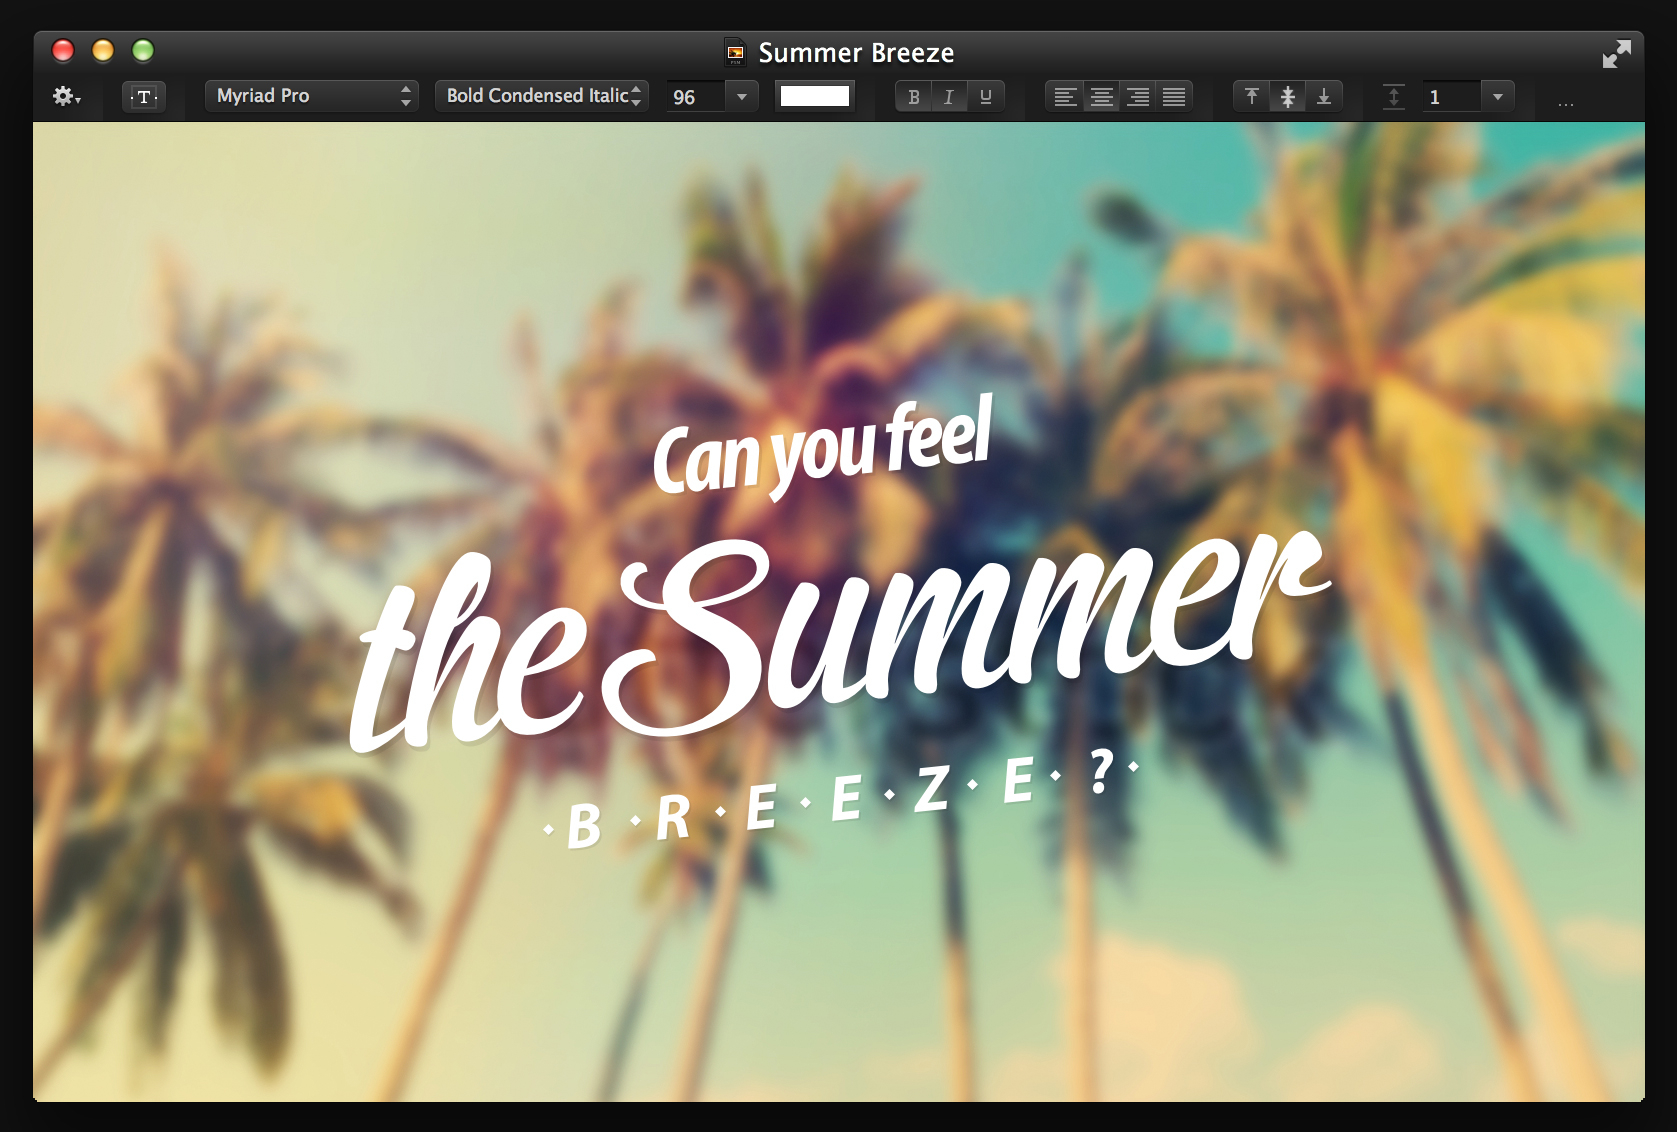 Summer Breeze
T Myriad Pro Bold Condensed Italic 96 B I U 1 ...
Can you feel
the Summer
·B·R·E·E·Z·E·?·